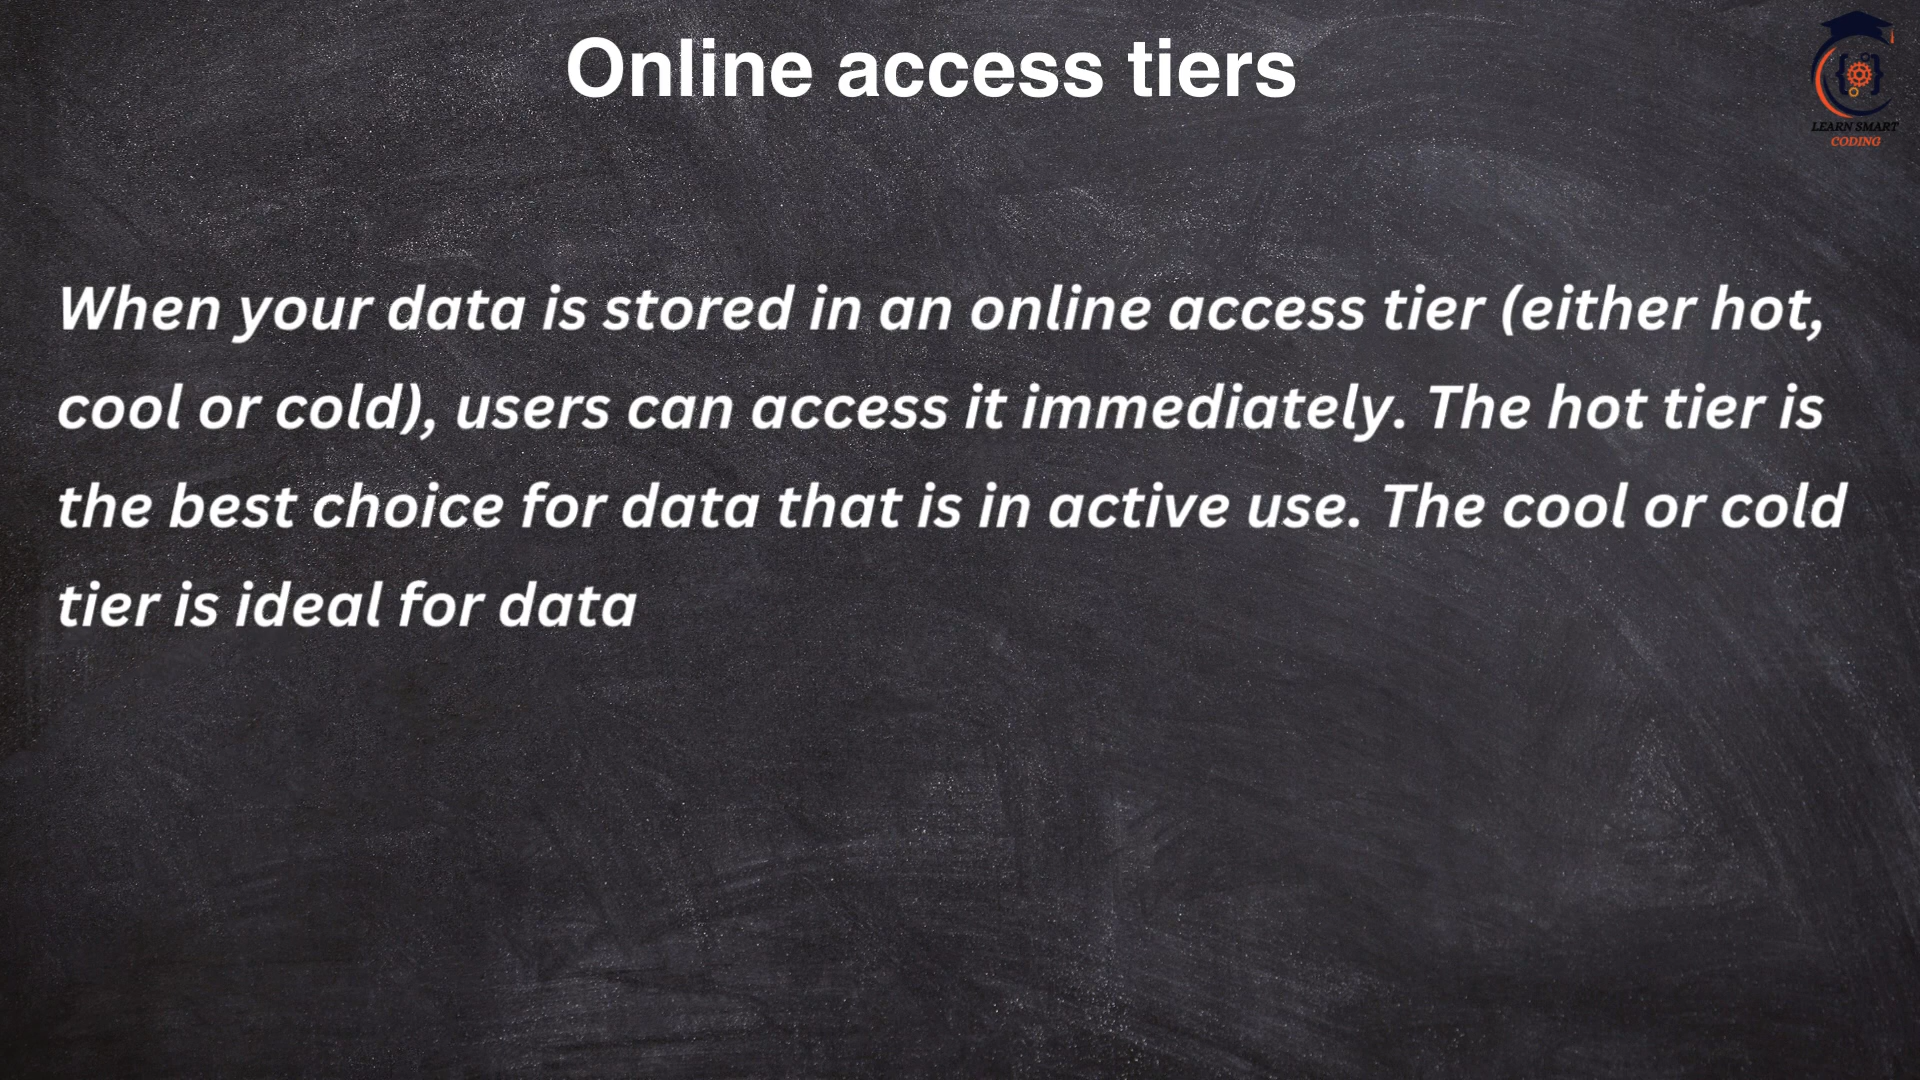 Online access tiers
LEARN SMART
CODING
When your data is stored in an online access tier (either hot,
cool or cold), users can access it immediately. The hot tier is
the best choice for data that is in active use. The cool or cold
tier is ideal for data